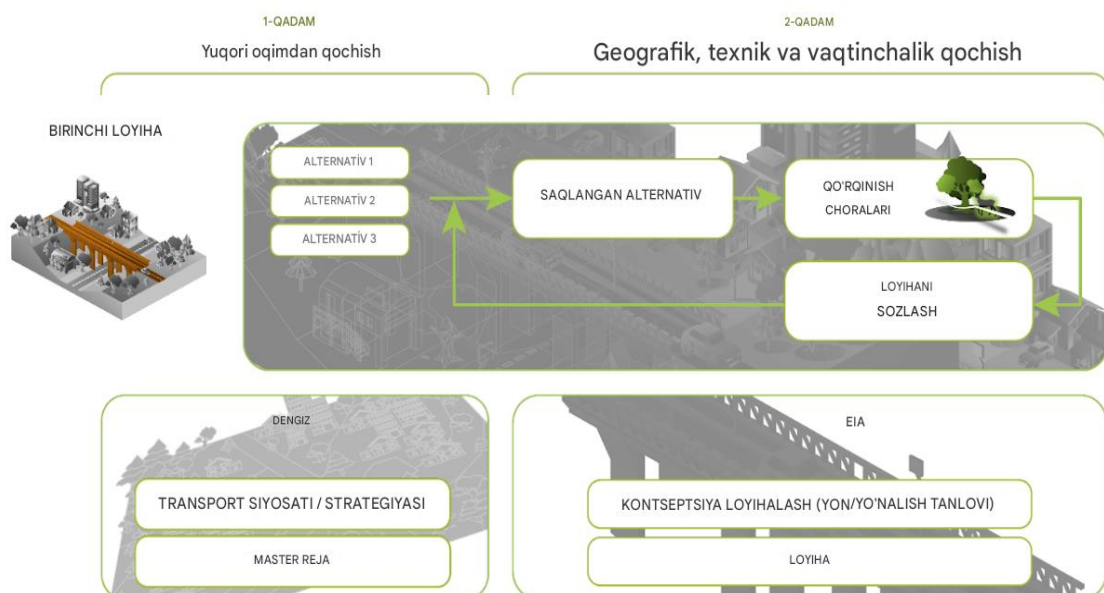 1-QADAM
Yuqori oqimdan qochish
2-QADAM
Geografik, texnik va vaqtinchalik qochish
BIRINCHI LOYIHA
ALTERNATİV 1
ALTERNATİV 2
ALTERNATİV 3
SAQLANGAN ALTERNATIV
QO'RQINISH
CHORALARI
LOYIHANI
SOZLASH
DENGIZ
TRANSPORT SIYOSATI / STRATEGIYASI
MASTER REJA
EIA
KONTSEPTSIYA LOYIHALASH (YON/YO'NALISH TANLOVI)
LOYIHA